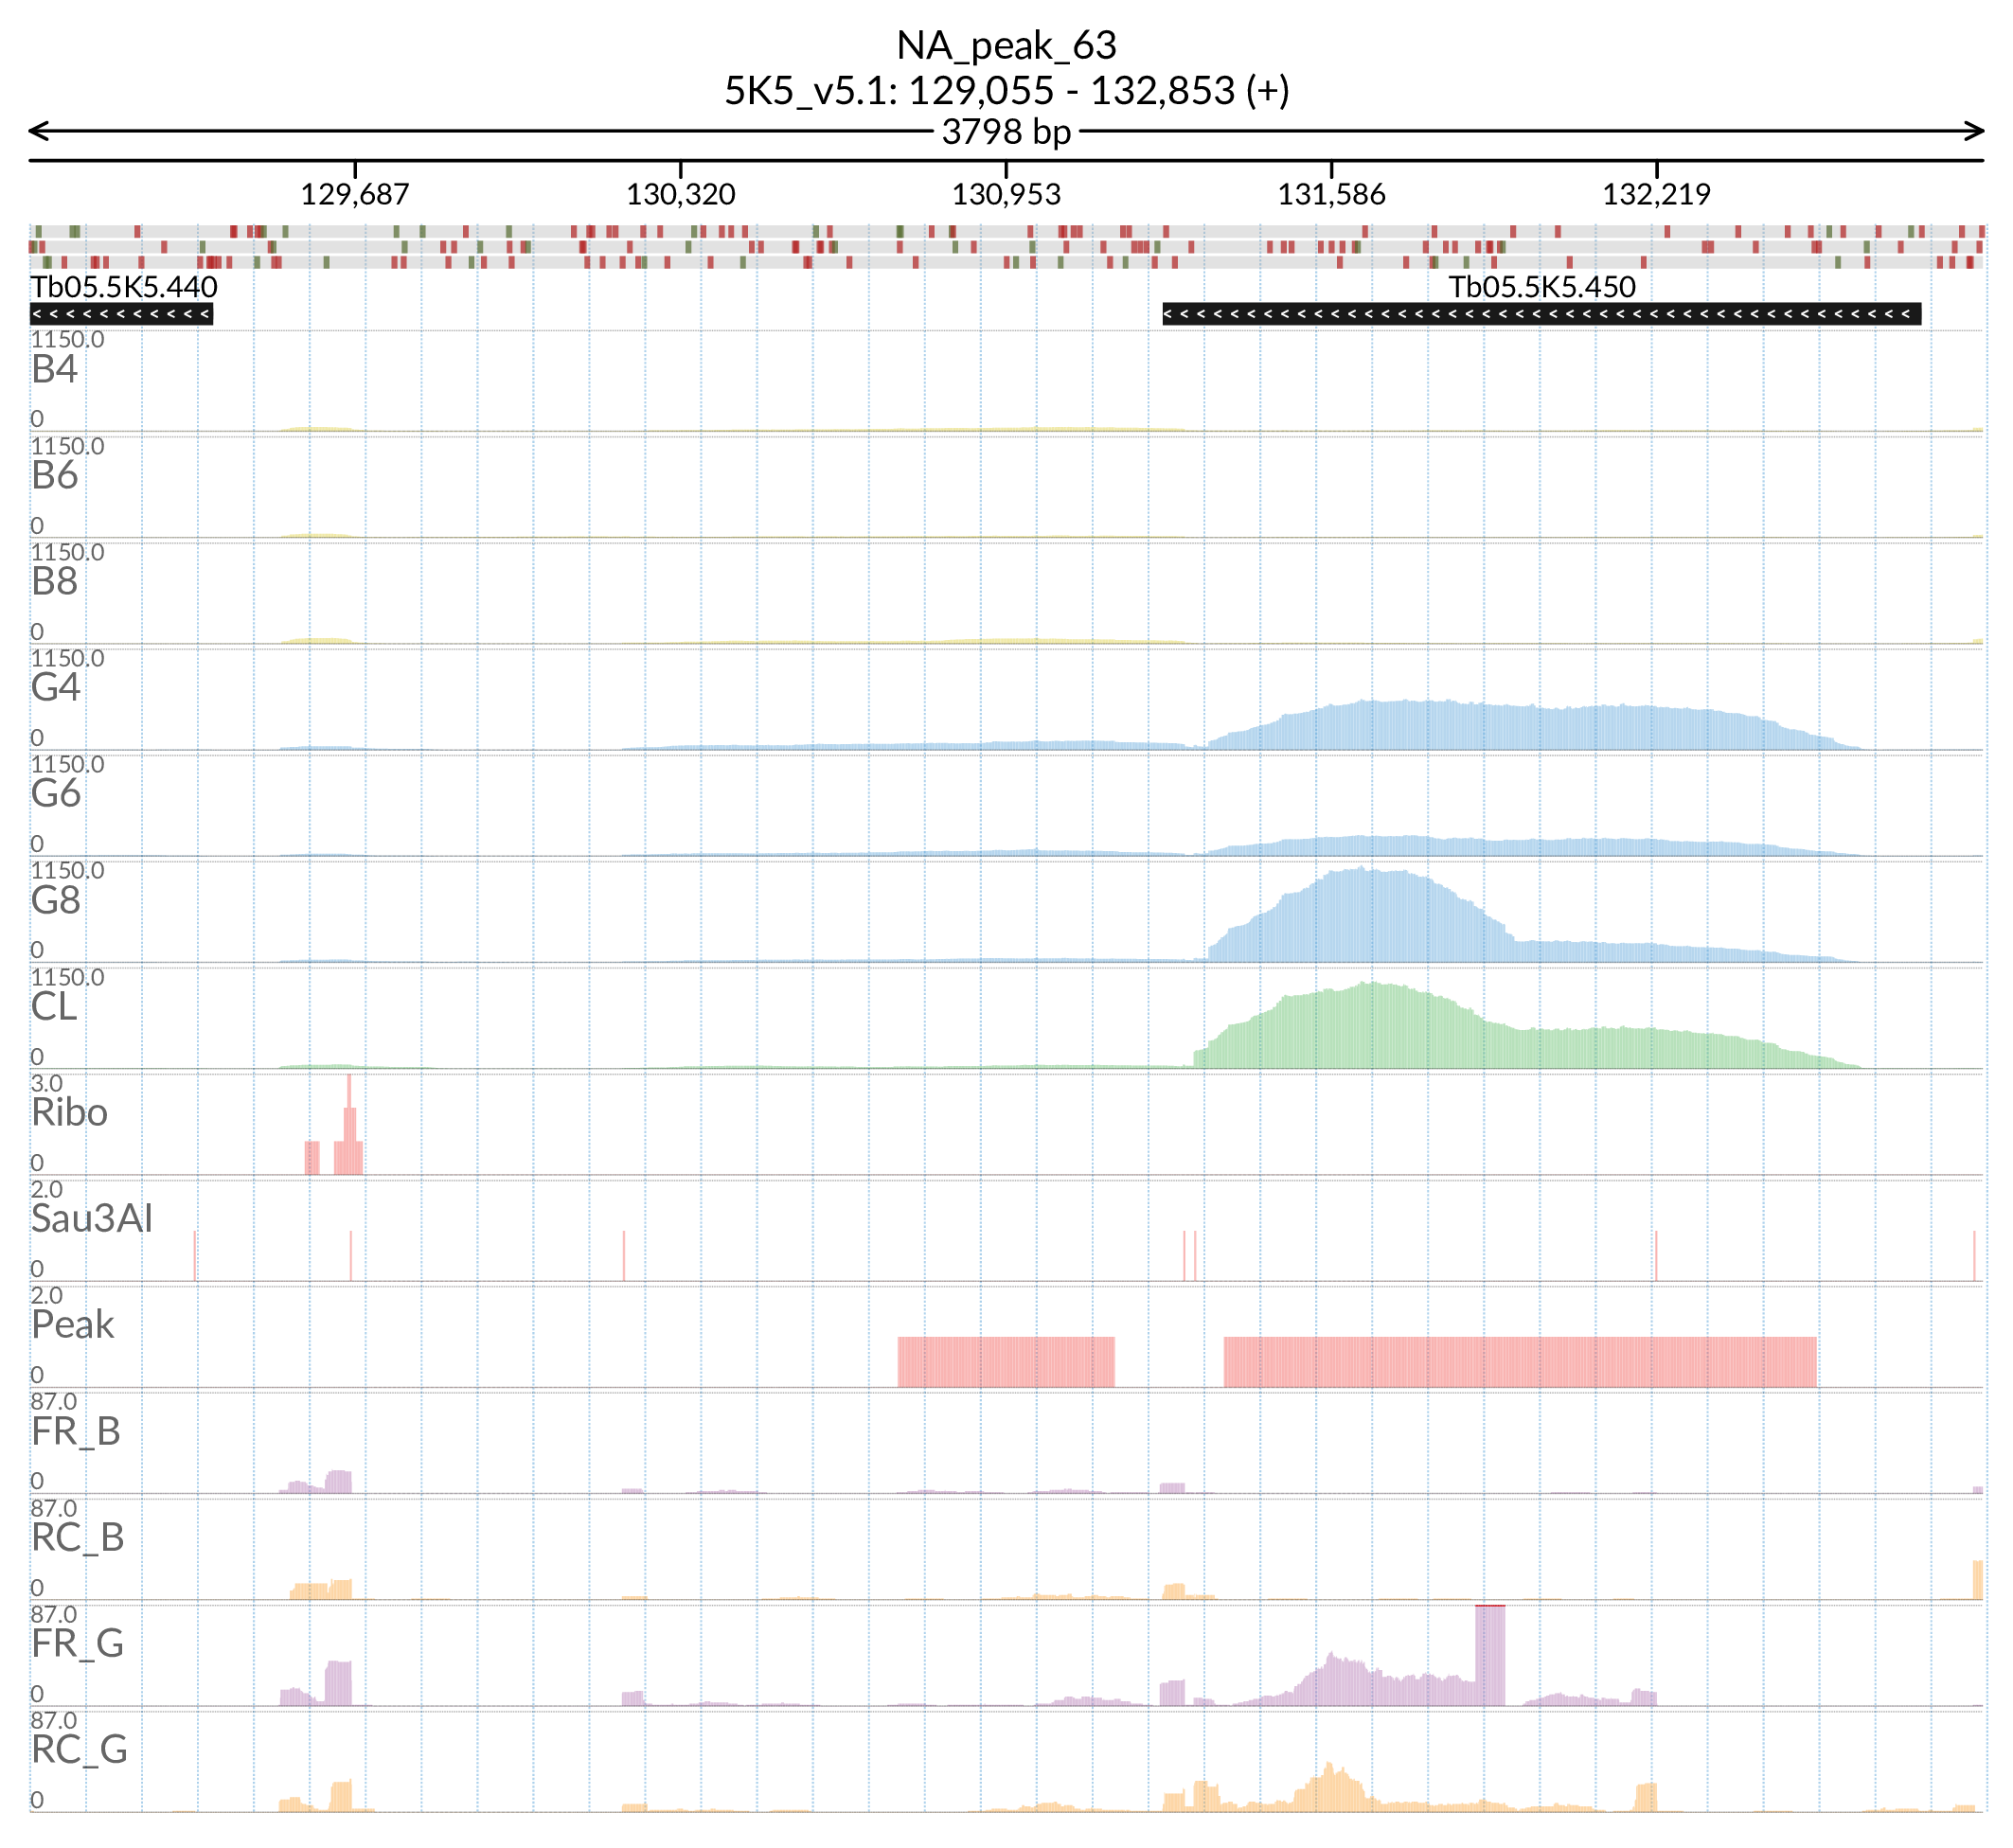 NA_peak_63
5K5_v5.1: 129,055 - 132,853 (+)
3798 bp
129,687 130,320 130,953 131,586 132,219
Tb05.5K5.440 Tb05.5K5.450
1150.0
B4
0
1150.0
B6
0
1150.0
B8
0
1150.0
G4
0
1150.0
G6
0
1150.0
G8
0
1150.0
CL
0
3.0
Ribo
0
2.0
Sau3AI
0
2.0
Peak
0
87.0
FR_B
0
87.0
RC_B
0
87.0
FR_G
0
87.0
RC_G
0